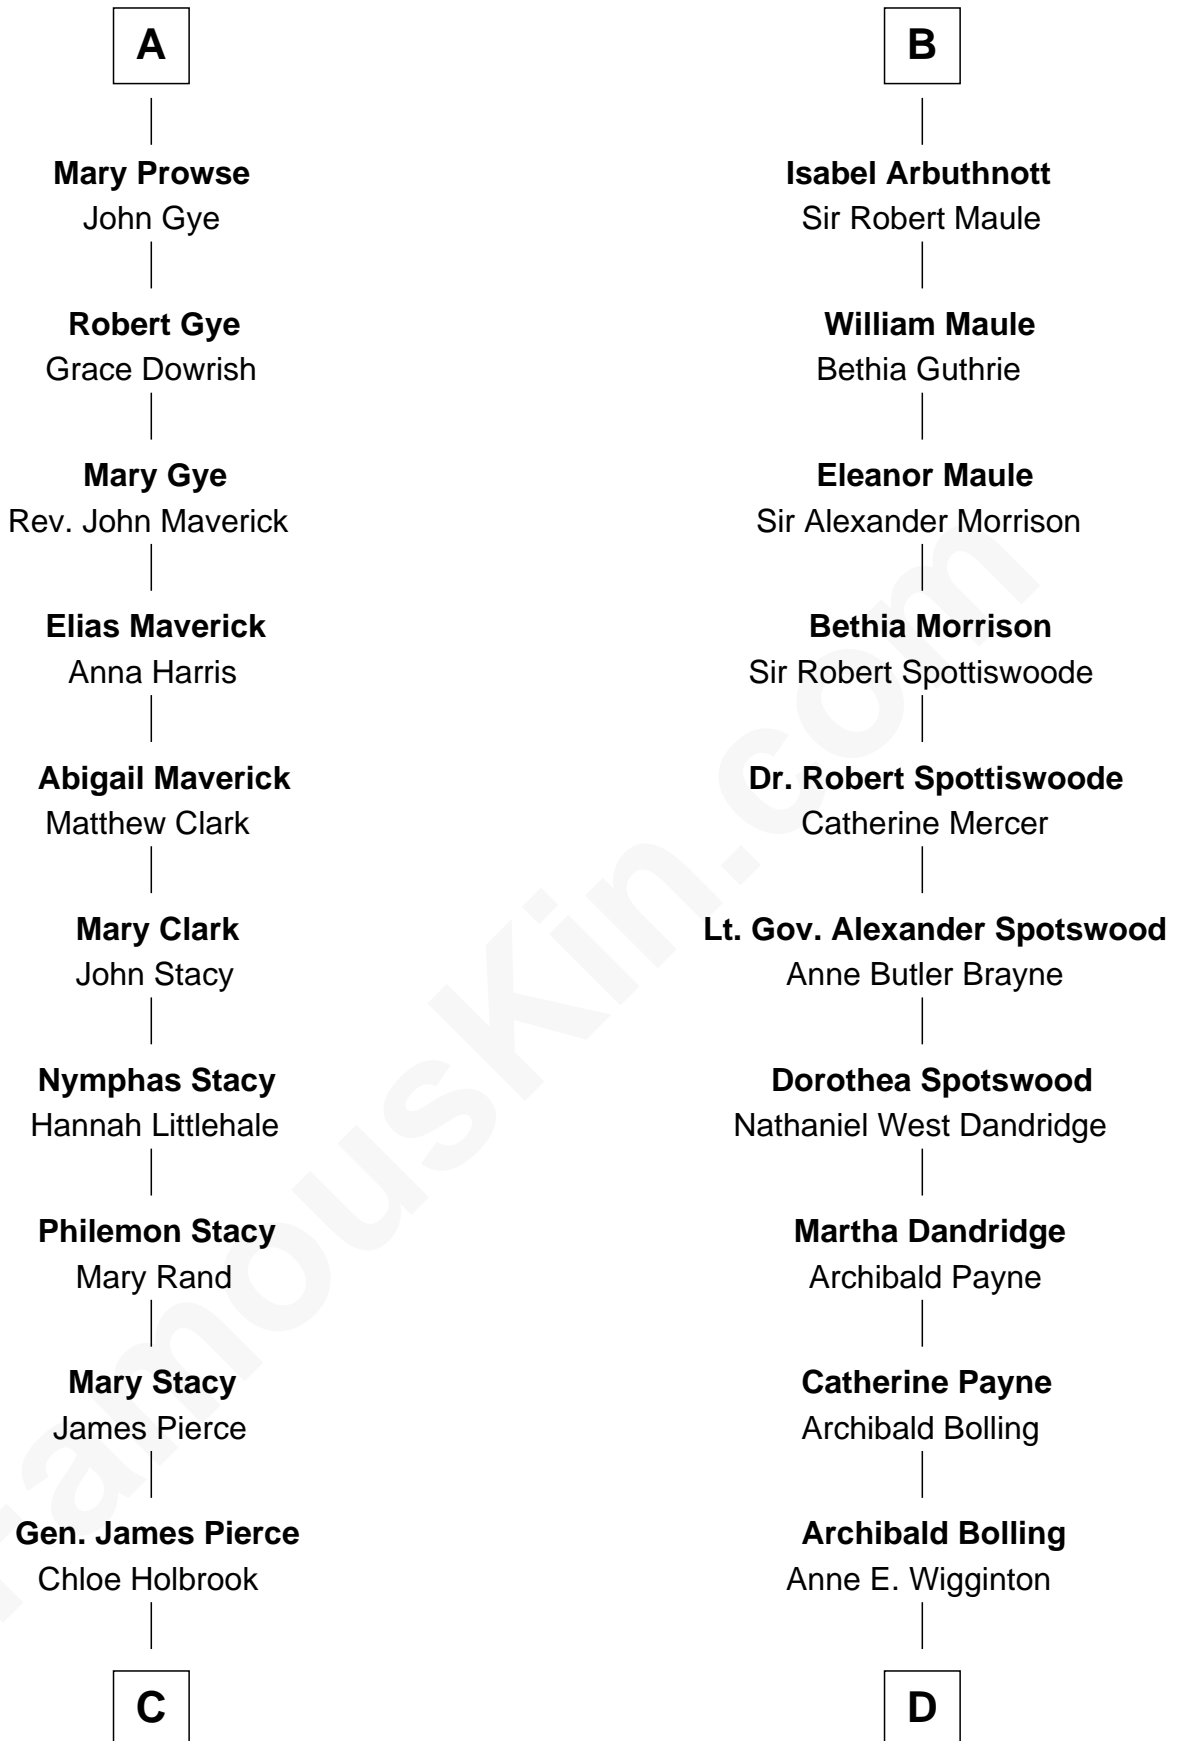 A
Mary Prowse
John Gye
Robert Gye
Grace Dowrish
Mary Gye
Rev. John Maverick
Elias Maverick
Anna Harris
Abigail Maverick
Matthew Clark
Mary Clark
John Stacy
Nymphas Stacy
Hannah Littlehale
Philemon Stacy
Mary Rand
Mary Stacy
James Pierce
Gen. James Pierce
Chloe Holbrook
C
B
Isabel Arbuthnott
Sir Robert Maule
William Maule
Bethia Guthrie
Eleanor Maule
Sir Alexander Morrison
Bethia Morrison
Sir Robert Spottiswoode
Dr. Robert Spottiswoode
Catherine Mercer
Lt. Gov. Alexander Spotswood
Anne Butler Brayne
Dorothea Spotswood
Nathaniel West Dandridge
Martha Dandridge
Archibald Payne
Catherine Payne
Archibald Bolling
Archibald Bolling
Anne E. Wigginton
D
FamousKin.com